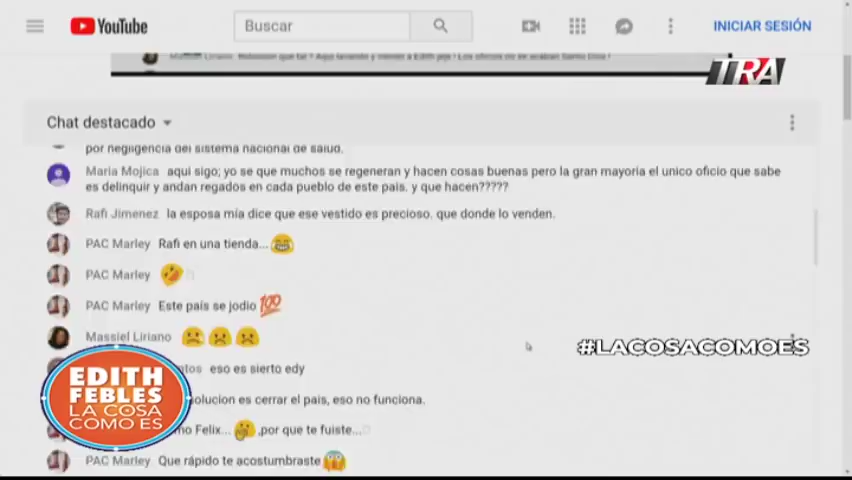 YouTube
Buscar
INICIAR SESIÓN
TRA
Chat destacado
por negligencia del sistema nacional de salud.
Maria Mojica aqui sigo; yo se que muchos se regeneran y hacen cosas buenas pero la gran mayoria el unico oficio que sabe
es delinquir y andan regados en cada pueblo de este pais. y que hacen?????
Rafi Jimenez la esposa mía dice que ese vestido es precioso. que donde lo venden.
PAC Marley Rafi en una tienda... 😂
PAC Marley 🤣
PAC Marley Este país se jodio 💯
Massiel Liriano
#LACOSACOMOES
eso es sierto edy
olucion es cerrar el pais, eso no funciona.
mo Felix... ,por que te fuiste...
PAC Marley Que rápido te acostumbraste 😱
EDITH
FEBLES
LA COSA
COMO ES